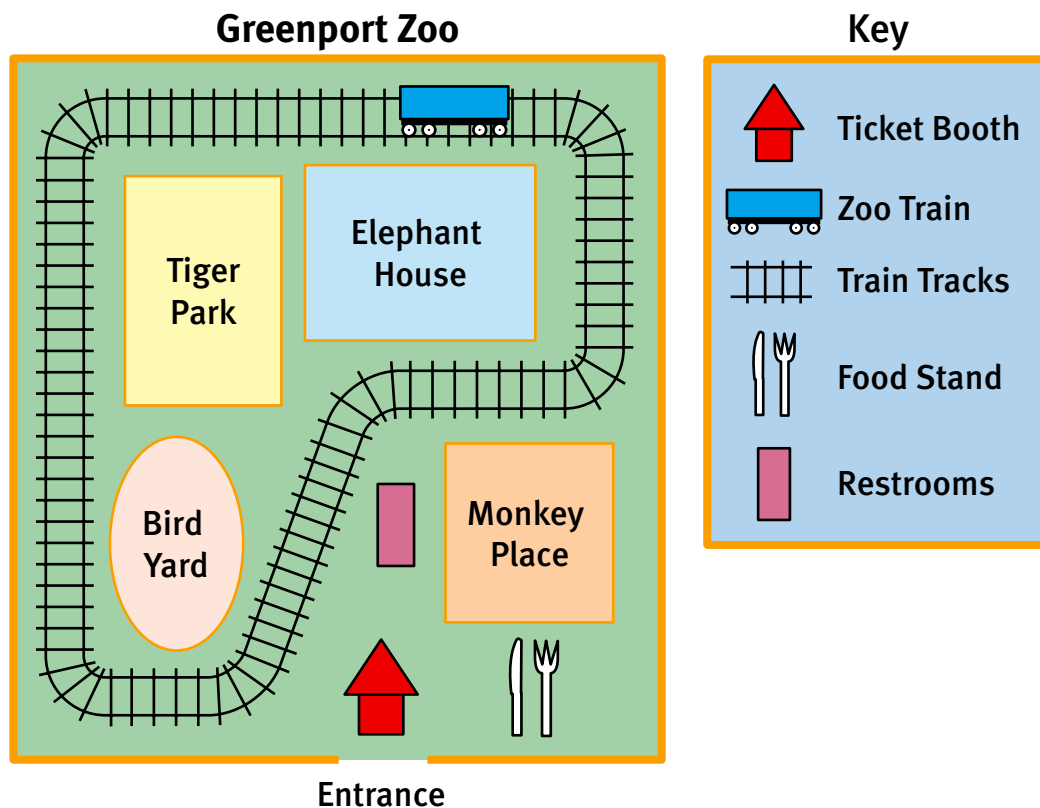 Greenport Zoo
Tiger
Park
Elephant
House
Bird
Yard
Monkey
Place
Entrance
Key
Ticket Booth
Zoo Train
Train Tracks
Food Stand
Restrooms